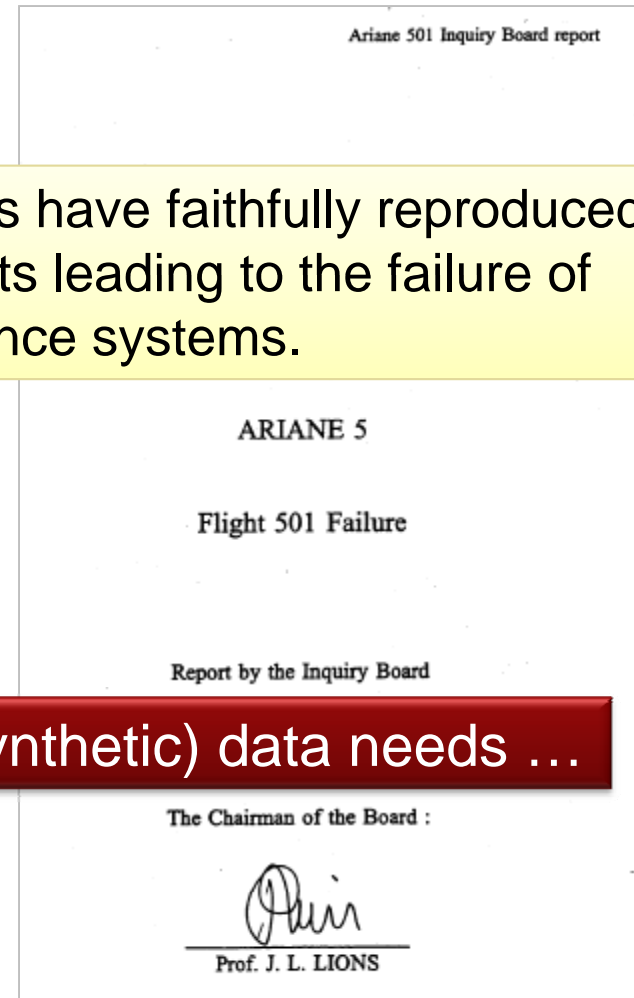 Ariane 501 Inquiry Board report
s have faithfully reproduced
ts leading to the failure of
nce systems.
ARIANE 5
Flight 501 Failure
Report by the Inquiry Board
ynthetic) data needs …
The Chairman of the Board :
Prof. J. L. LIONS